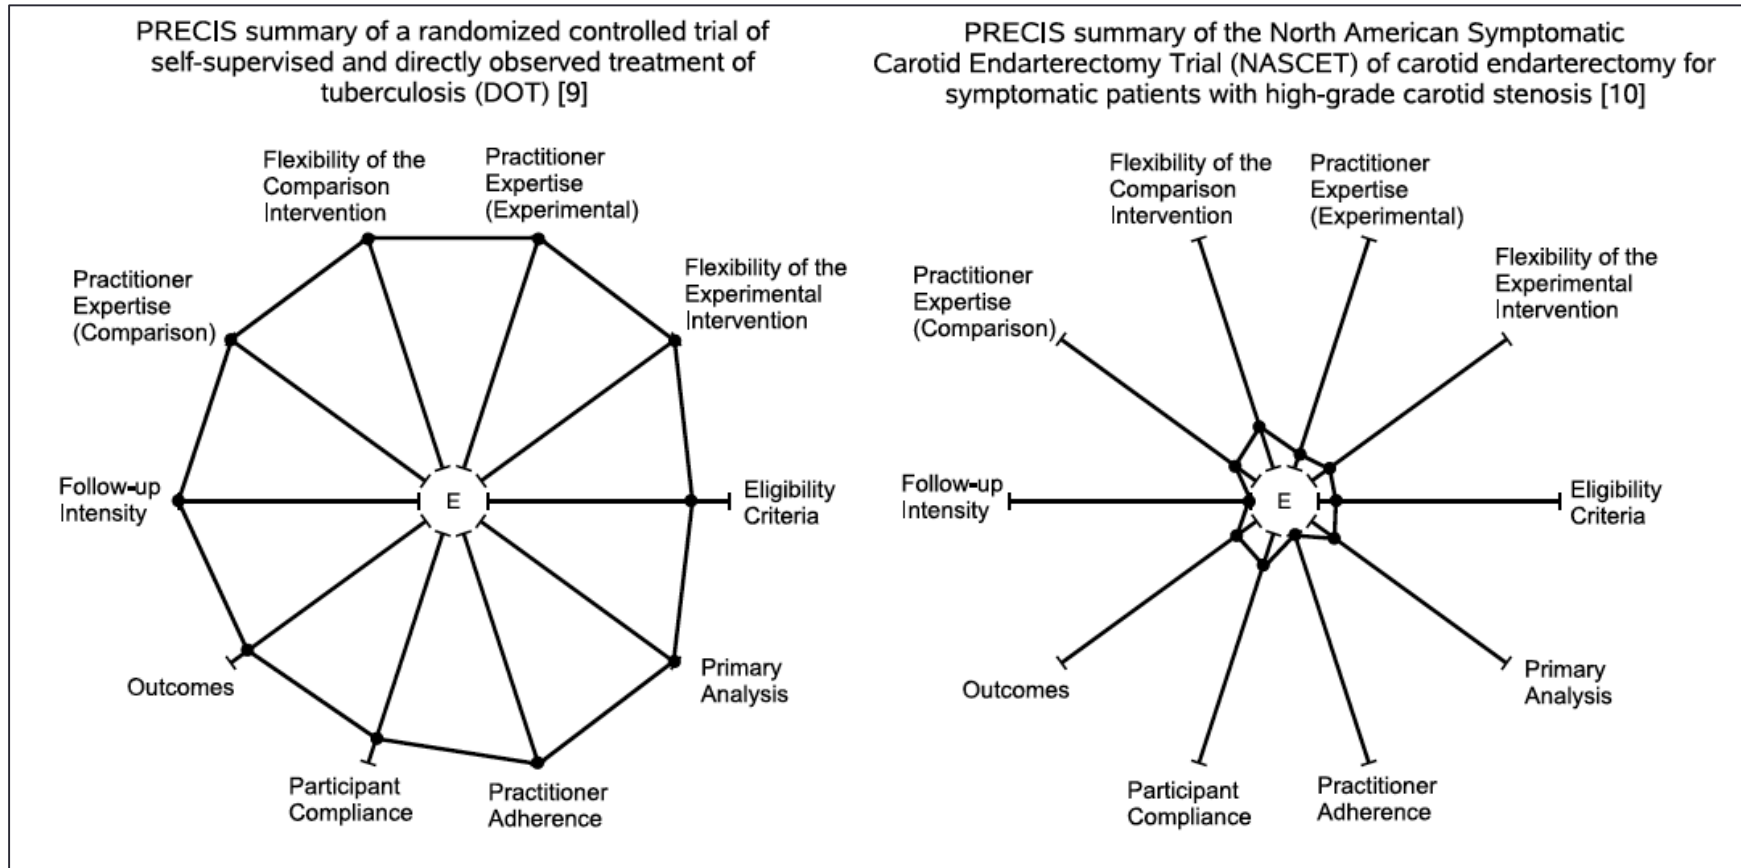 PRECIS summary of a randomized controlled trial of
self-supervised and directly observed treatment of
tuberculosis (DOT) [9]
Flexibility of the
Comparison
Intervention
Practitioner
Expertise
(Experimental)
Flexibility of the
Experimental
Intervention
Practitioner
Expertise
(Comparison)
Follow-up
Intensity
E
Eligibility
Criteria
Outcomes
Primary
Analysis
Participant
Compliance
Practitioner
Adherence
PRECIS summary of the North American Symptomatic
Carotid Endarterectomy Trial (NASCET) of carotid endarterectomy for
symptomatic patients with high-grade carotid stenosis [10]
Flexibility of the
Comparison
Intervention
Practitioner
Expertise
(Experimental)
Flexibility of the
Experimental
Intervention
Practitioner
Expertise
(Comparison)
Follow-up
Intensity
E
Eligibility
Criteria
Outcomes
Primary
Analysis
Participant
Compliance
Practitioner
Adherence